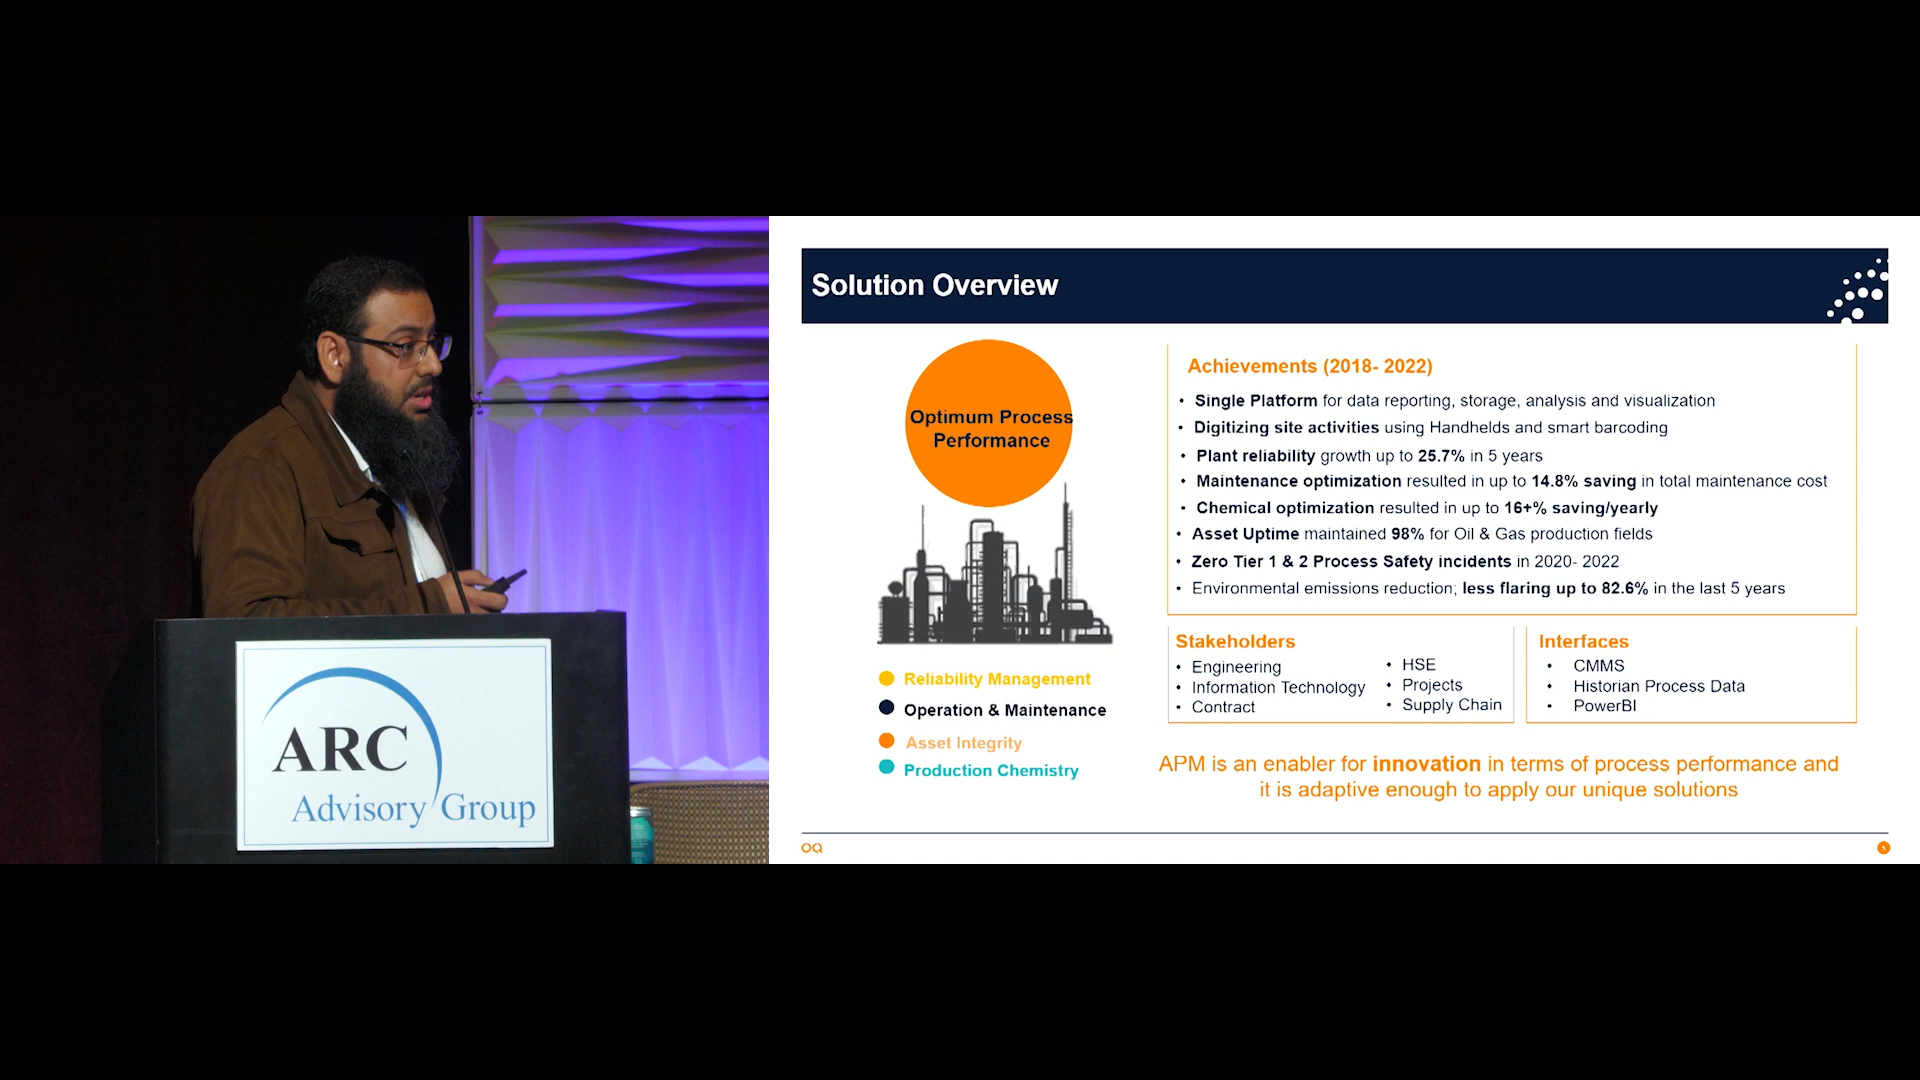 ARC
Advisory Group
Solution Overview
Optimum Process
Performance
Reliability Management
Operation & Maintenance
Asset Integrity
Production Chemistry
Achievements (2018- 2022)
• Single Platform for data reporting, storage, analysis and visualization
• Digitizing site activities using Handhelds and smart barcoding
• Plant reliability growth up to 25.7% in 5 years
• Maintenance optimization resulted in up to 14.8% saving in total maintenance cost
• Chemical optimization resulted in up to 16+% saving/yearly
• Asset Uptime maintained 98% for Oil & Gas production fields
• Zero Tier 1 & 2 Process Safety incidents in 2020- 2022
• Environmental emissions reduction; less flaring up to 82.6% in the last 5 years
Stakeholders
• Engineering
• Information Technology
• Contract
• HSE
• Projects
• Supply Chain
Interfaces
• CMMS
• Historian Process Data
• PowerBI
APM is an enabler for innovation in terms of process performance and
it is adaptive enough to apply our unique solutions
OQ
5